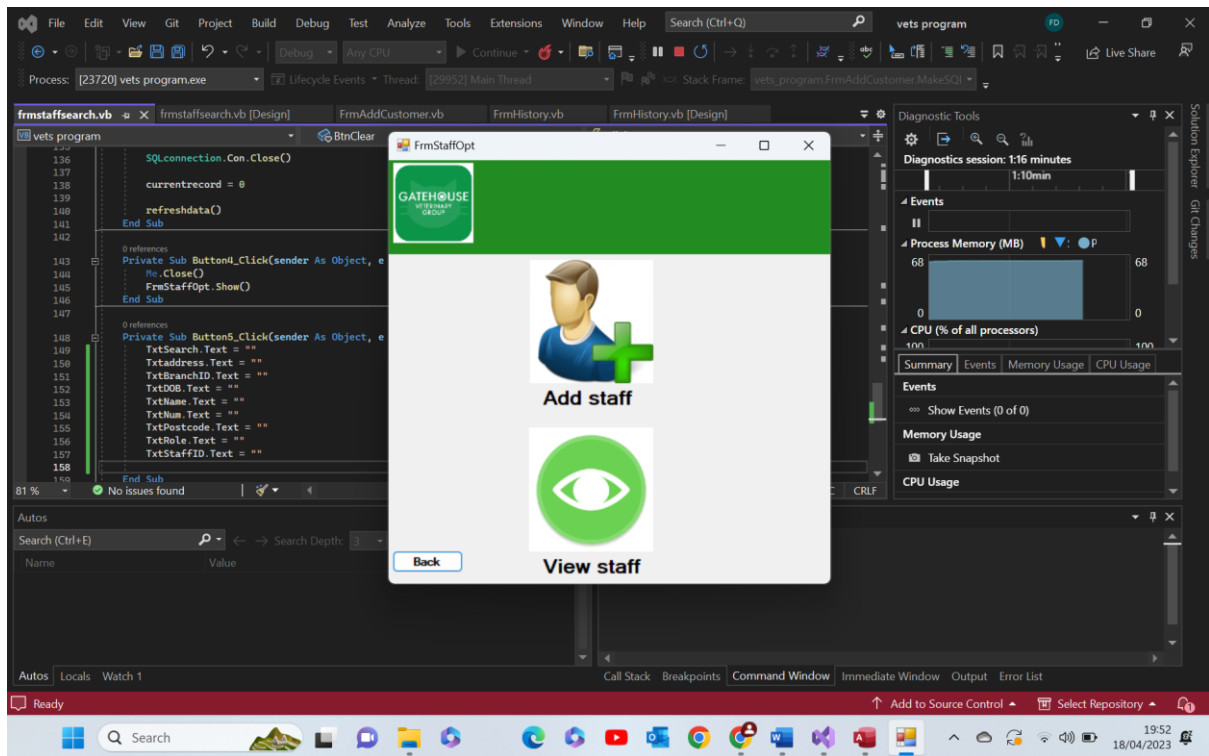 File Edit View Git Project Build Debug Test Analyze Tools Extensions Window Help Search (Ctrl+Q) vets program FD
Debug Any CPU Continue Live Share
Process: [23720] vets program.exe Lifecycle Events Thread: [29952] Main Thread Stack Frame: vets_program.FrmAddCustomer.MakeSQl
frmstaffsearch.vb frmstaffsearch.vb [Design] FrmAddCustomer.vb FrmHistory.vb FrmHistory.vb [Design]
vets program BtnClear
136 SQLconnection.Con.Close()
137
138 currentrecord = 0
139
140 refreshdata()
141 End Sub
142
0 references
143 Private Sub Button4_Click(sender As Object, e
144 Me.Close()
145 FrmStaffOpt.Show()
146 End Sub
147
0 references
148 Private Sub Button5_Click(sender As Object, e
149 TxtSearch.Text = ""
150 Txtaddress.Text = ""
151 TxtBranchID.Text = ""
152 TxtDOB.Text = ""
153 TxtName.Text = ""
154 TxtNum.Text = ""
155 TxtPostcode.Text = ""
156 TxtRole.Text = ""
157 TxtStaffID.Text = ""
158
159 End Sub
81 % No issues found CRLF
FrmStaffOpt
GATEHOUSE
VETERINARY
GROUP
Add staff
View staff
Back
Diagnostic Tools
Diagnostics session: 1:16 minutes
1:10min
Events
Process Memory (MB) P
68 68
0 0
CPU (% of all processors)
100 100
Summary Events Memory Usage CPU Usage
Events
Show Events (0 of 0)
Memory Usage
Take Snapshot
CPU Usage
Solution Explorer
Git Changes
Autos
Search (Ctrl+E) Search Depth: 3
Name Value
Autos Locals Watch 1
Call Stack Breakpoints Command Window Immediate Window Output Error List
Ready Add to Source Control Select Repository 1
Search
19:52
18/04/2023